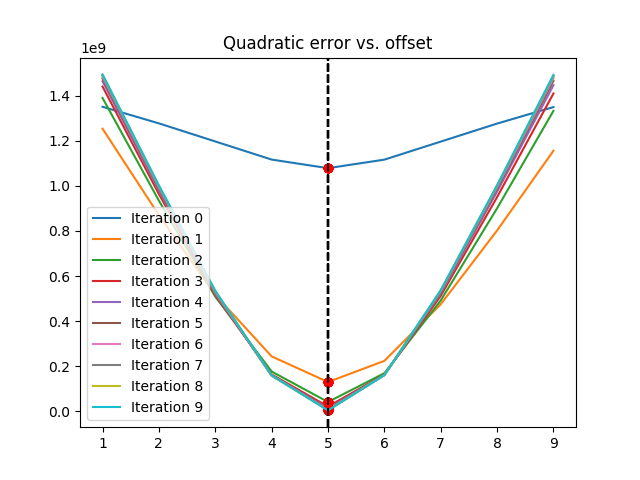 Quadratic error vs. offset
1e9
1.4
1.2
1.0
0.8
0.6
0.4
0.2
0.0
Iteration 0
Iteration 1
Iteration 2
Iteration 3
Iteration 4
Iteration 5
Iteration 6
Iteration 7
Iteration 8
Iteration 9
1 2 3 4 5 6 7 8 9